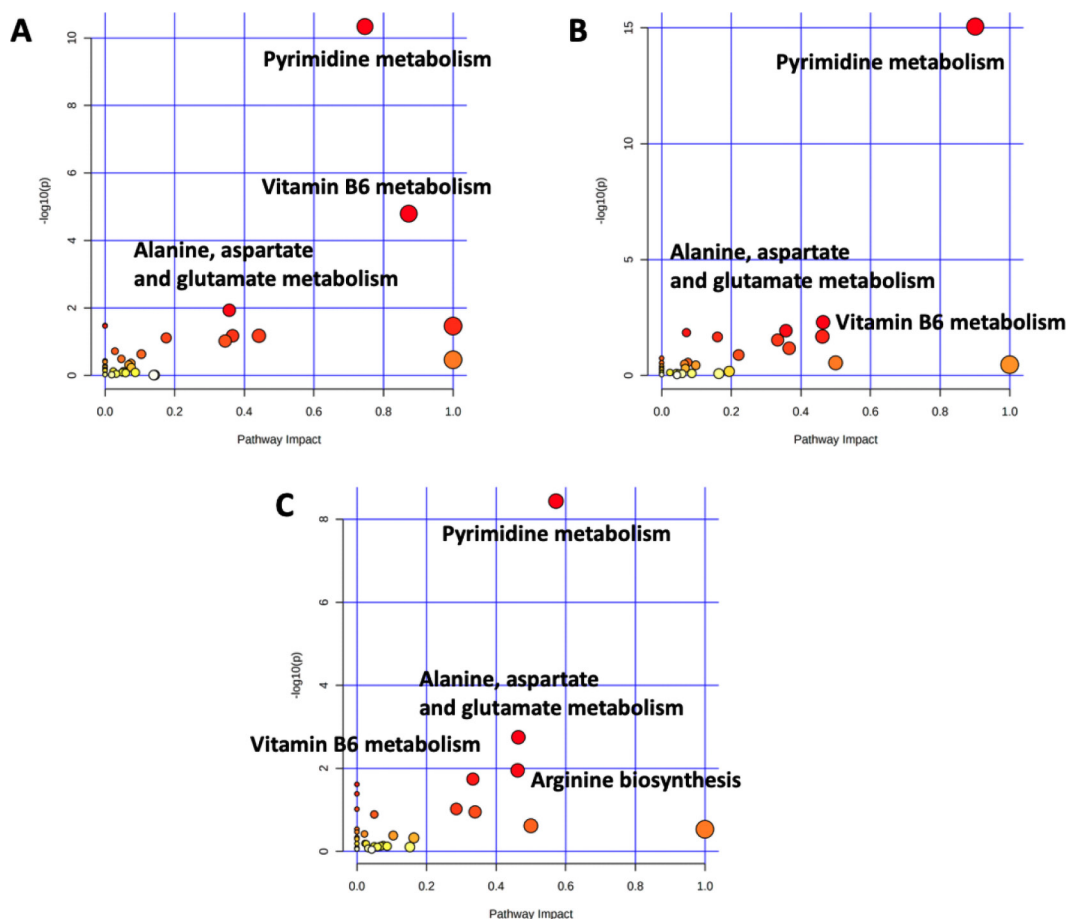 A
-log10(p)
10
8
6
4
2
0
Pyrimidine metabolism
Vitamin B6 metabolism
Alanine, aspartate
and glutamate metabolism
0.0 0.2 0.4 0.6 0.8 1.0
Pathway Impact
B
-log10(p)
15
10
5
0
Pyrimidine metabolism
Alanine, aspartate
and glutamate metabolism
Vitamin B6 metabolism
0.0 0.2 0.4 0.6 0.8 1.0
Pathway Impact
C
-log10(p)
8
6
4
2
0
Pyrimidine metabolism
Alanine, aspartate
and glutamate metabolism
Vitamin B6 metabolism
Arginine biosynthesis
0.0 0.2 0.4 0.6 0.8 1.0
Pathway Impact